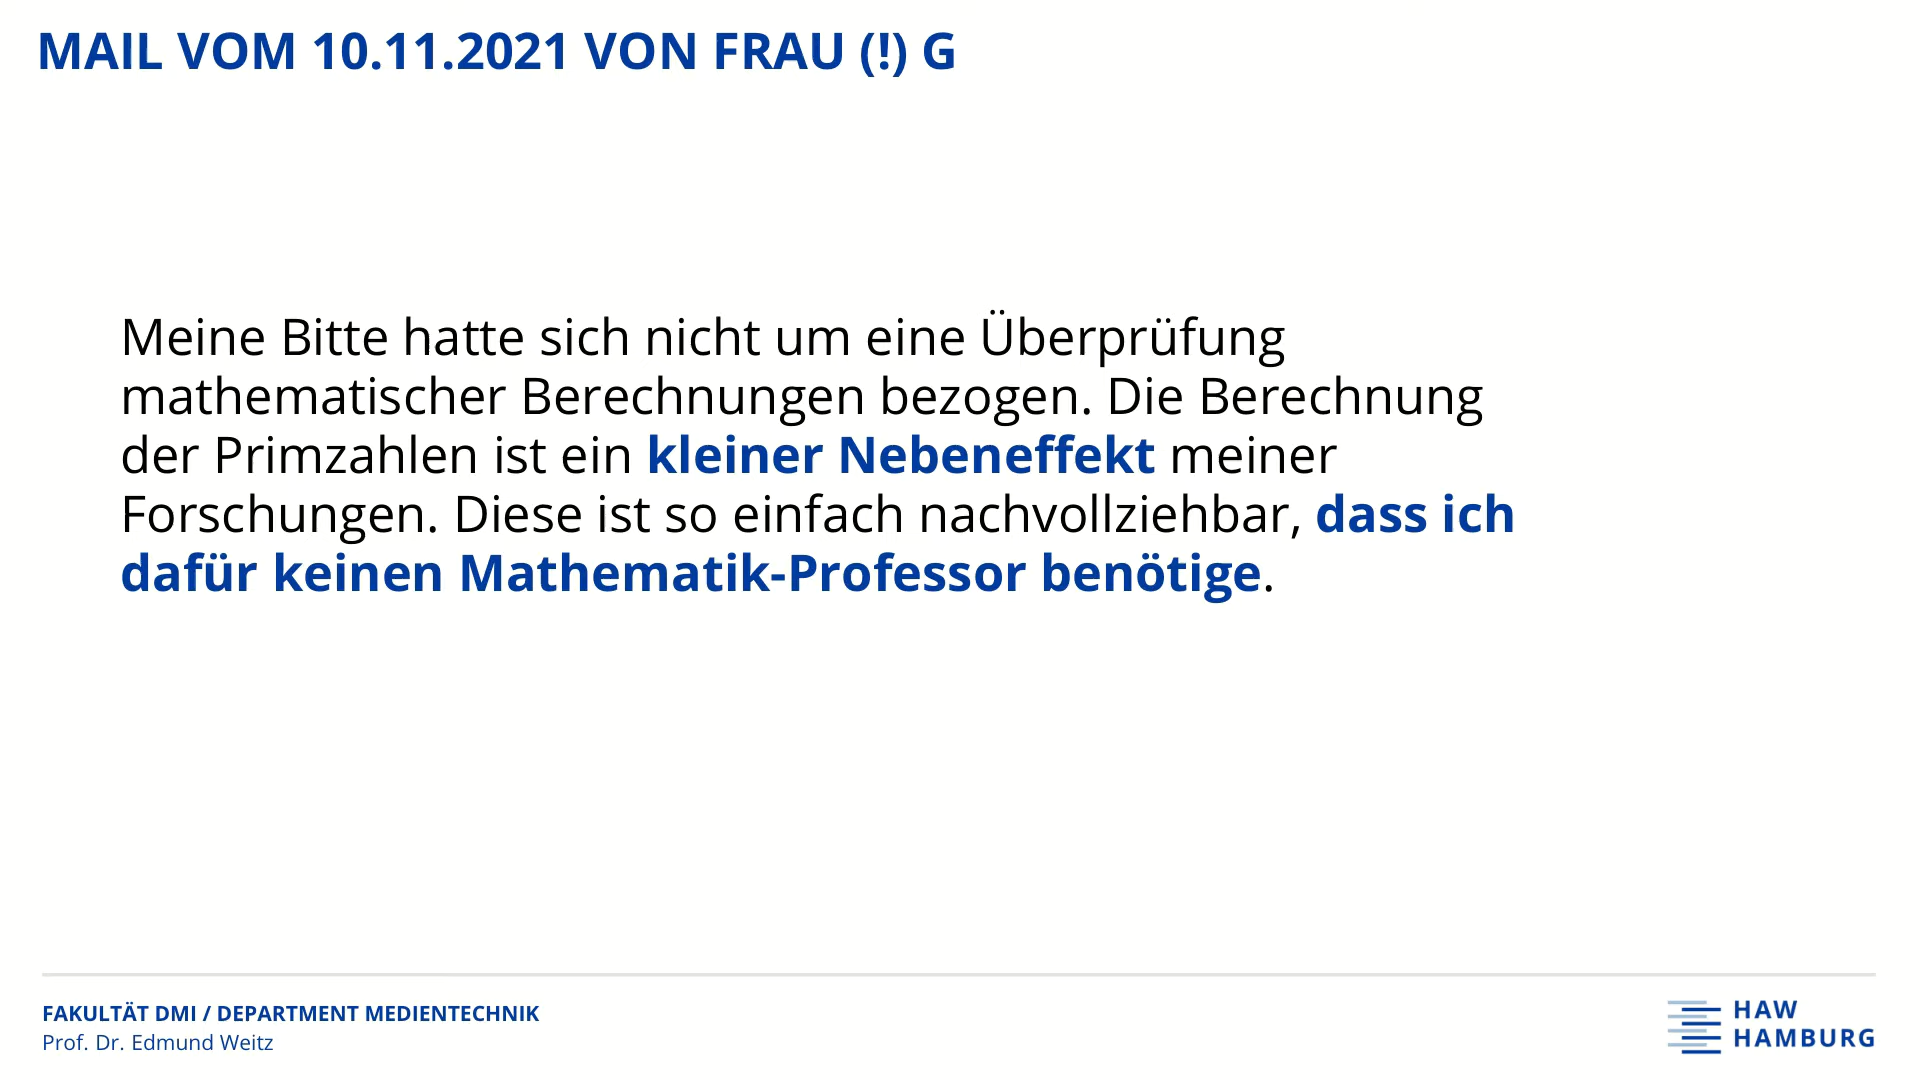 MAIL VOM 10.11.2021 VON FRAU (!) G
Meine Bitte hatte sich nicht um eine Überprüfung
mathematischer Berechnungen bezogen. Die Berechnung
der Primzahlen ist ein kleiner Nebeneffekt meiner
Forschungen. Diese ist so einfach nachvollziehbar, dass ich
dafür keinen Mathematik-Professor benötige.
FAKULTÄT DMI / DEPARTMENT MEDIENTECHNIK
Prof. Dr. Edmund Weitz
HAW
HAMBURG